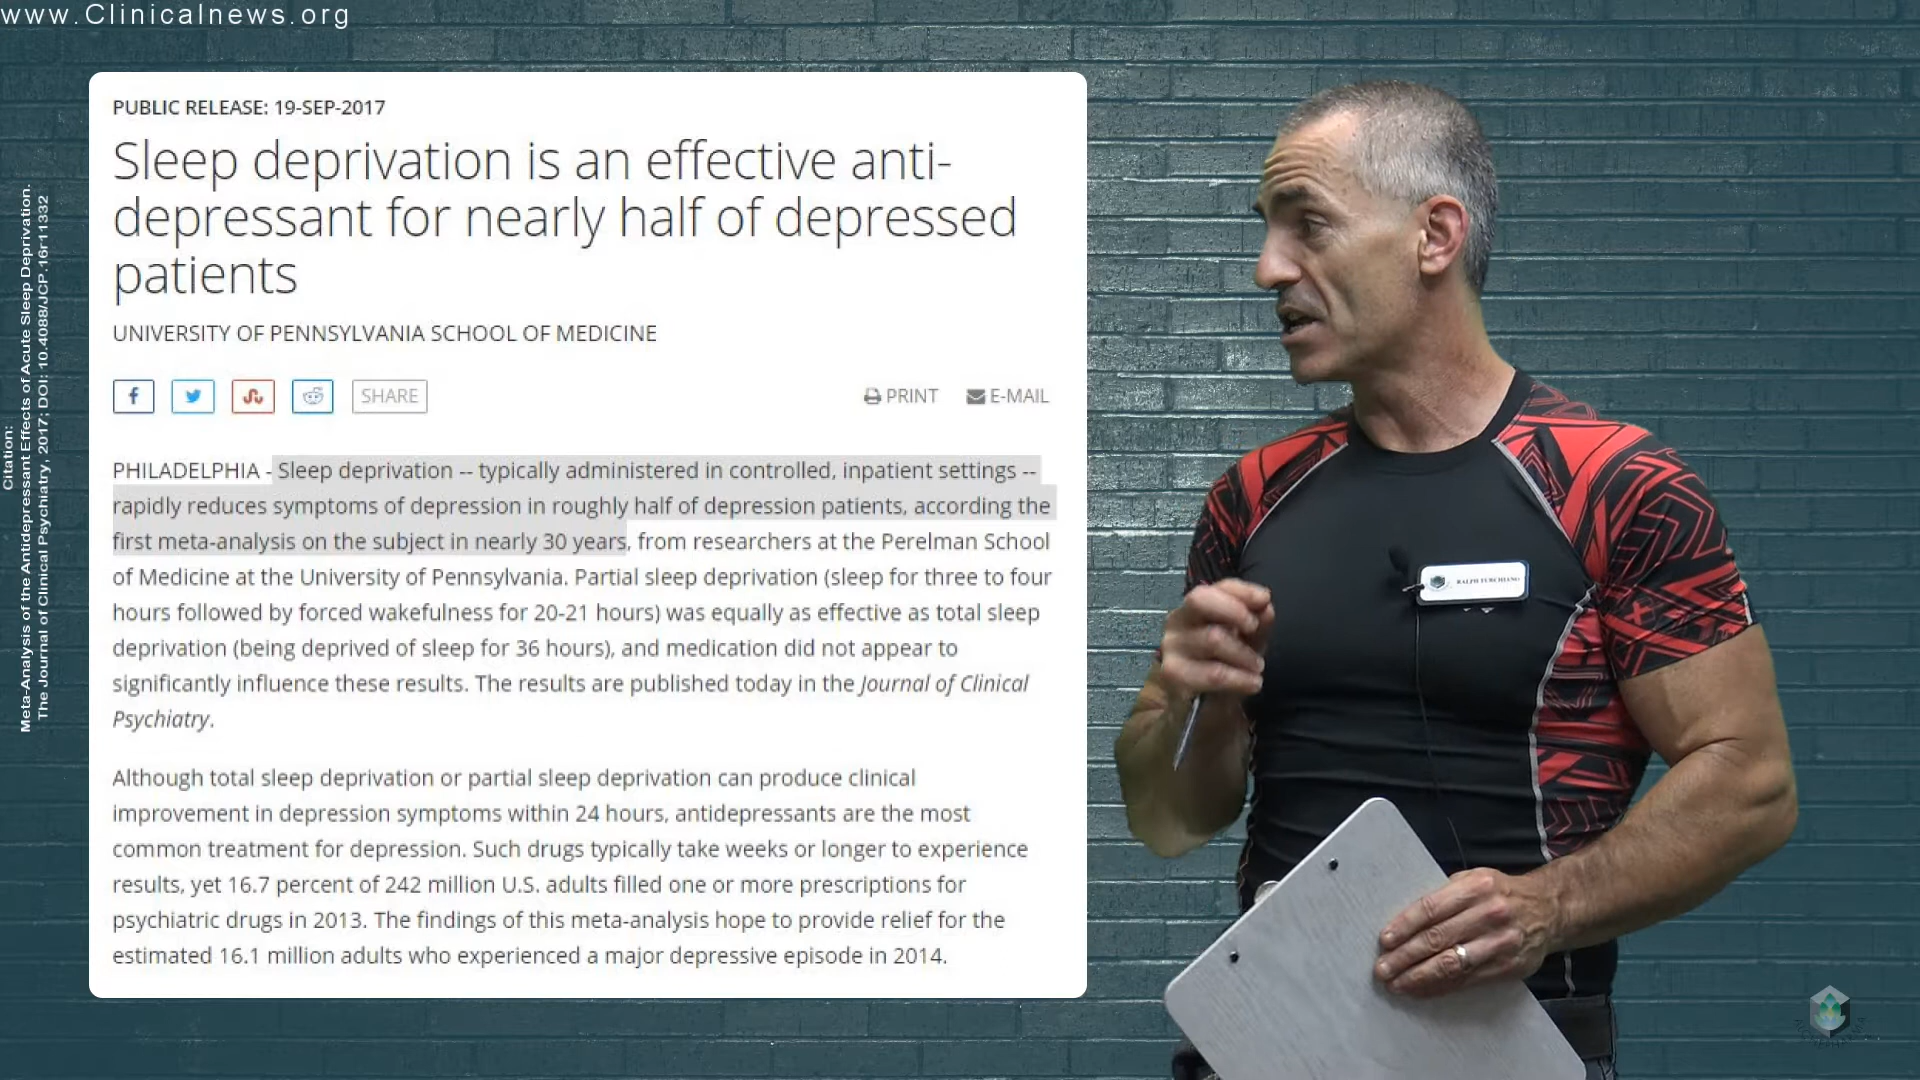 www.Clinicalnews.org
PUBLIC RELEASE: 19-SEP-2017
Sleep deprivation is an effective anti-
depressant for nearly half of depressed
patients
UNIVERSITY OF PENNSYLVANIA SCHOOL OF MEDICINE
SHARE
PRINT
E-MAIL
PHILADELPHIA - Sleep deprivation -- typically administered in controlled, inpatient settings --
rapidly reduces symptoms of depression in roughly half of depression patients, according the
first meta-analysis on the subject in nearly 30 years, from researchers at the Perelman School
of Medicine at the University of Pennsylvania. Partial sleep deprivation (sleep for three to four
hours followed by forced wakefulness for 20-21 hours) was equally as effective as total sleep
deprivation (being deprived of sleep for 36 hours), and medication did not appear to
significantly influence these results. The results are published today in the Journal of Clinical
Psychiatry.
Although total sleep deprivation or partial sleep deprivation can produce clinical
improvement in depression symptoms within 24 hours, antidepressants are the most
common treatment for depression. Such drugs typically take weeks or longer to experience
results, yet 16.7 percent of 242 million U.S. adults filled one or more prescriptions for
psychiatric drugs in 2013. The findings of this meta-analysis hope to provide relief for the
estimated 16.1 million adults who experienced a major depressive episode in 2014.
Citation:
Meta-Analysis of the Antidepressant Effects of Acute Sleep Deprivation.
The Journal of Clinical Psychiatry, 2017; DOI: 10.4088/JCP.16r11332